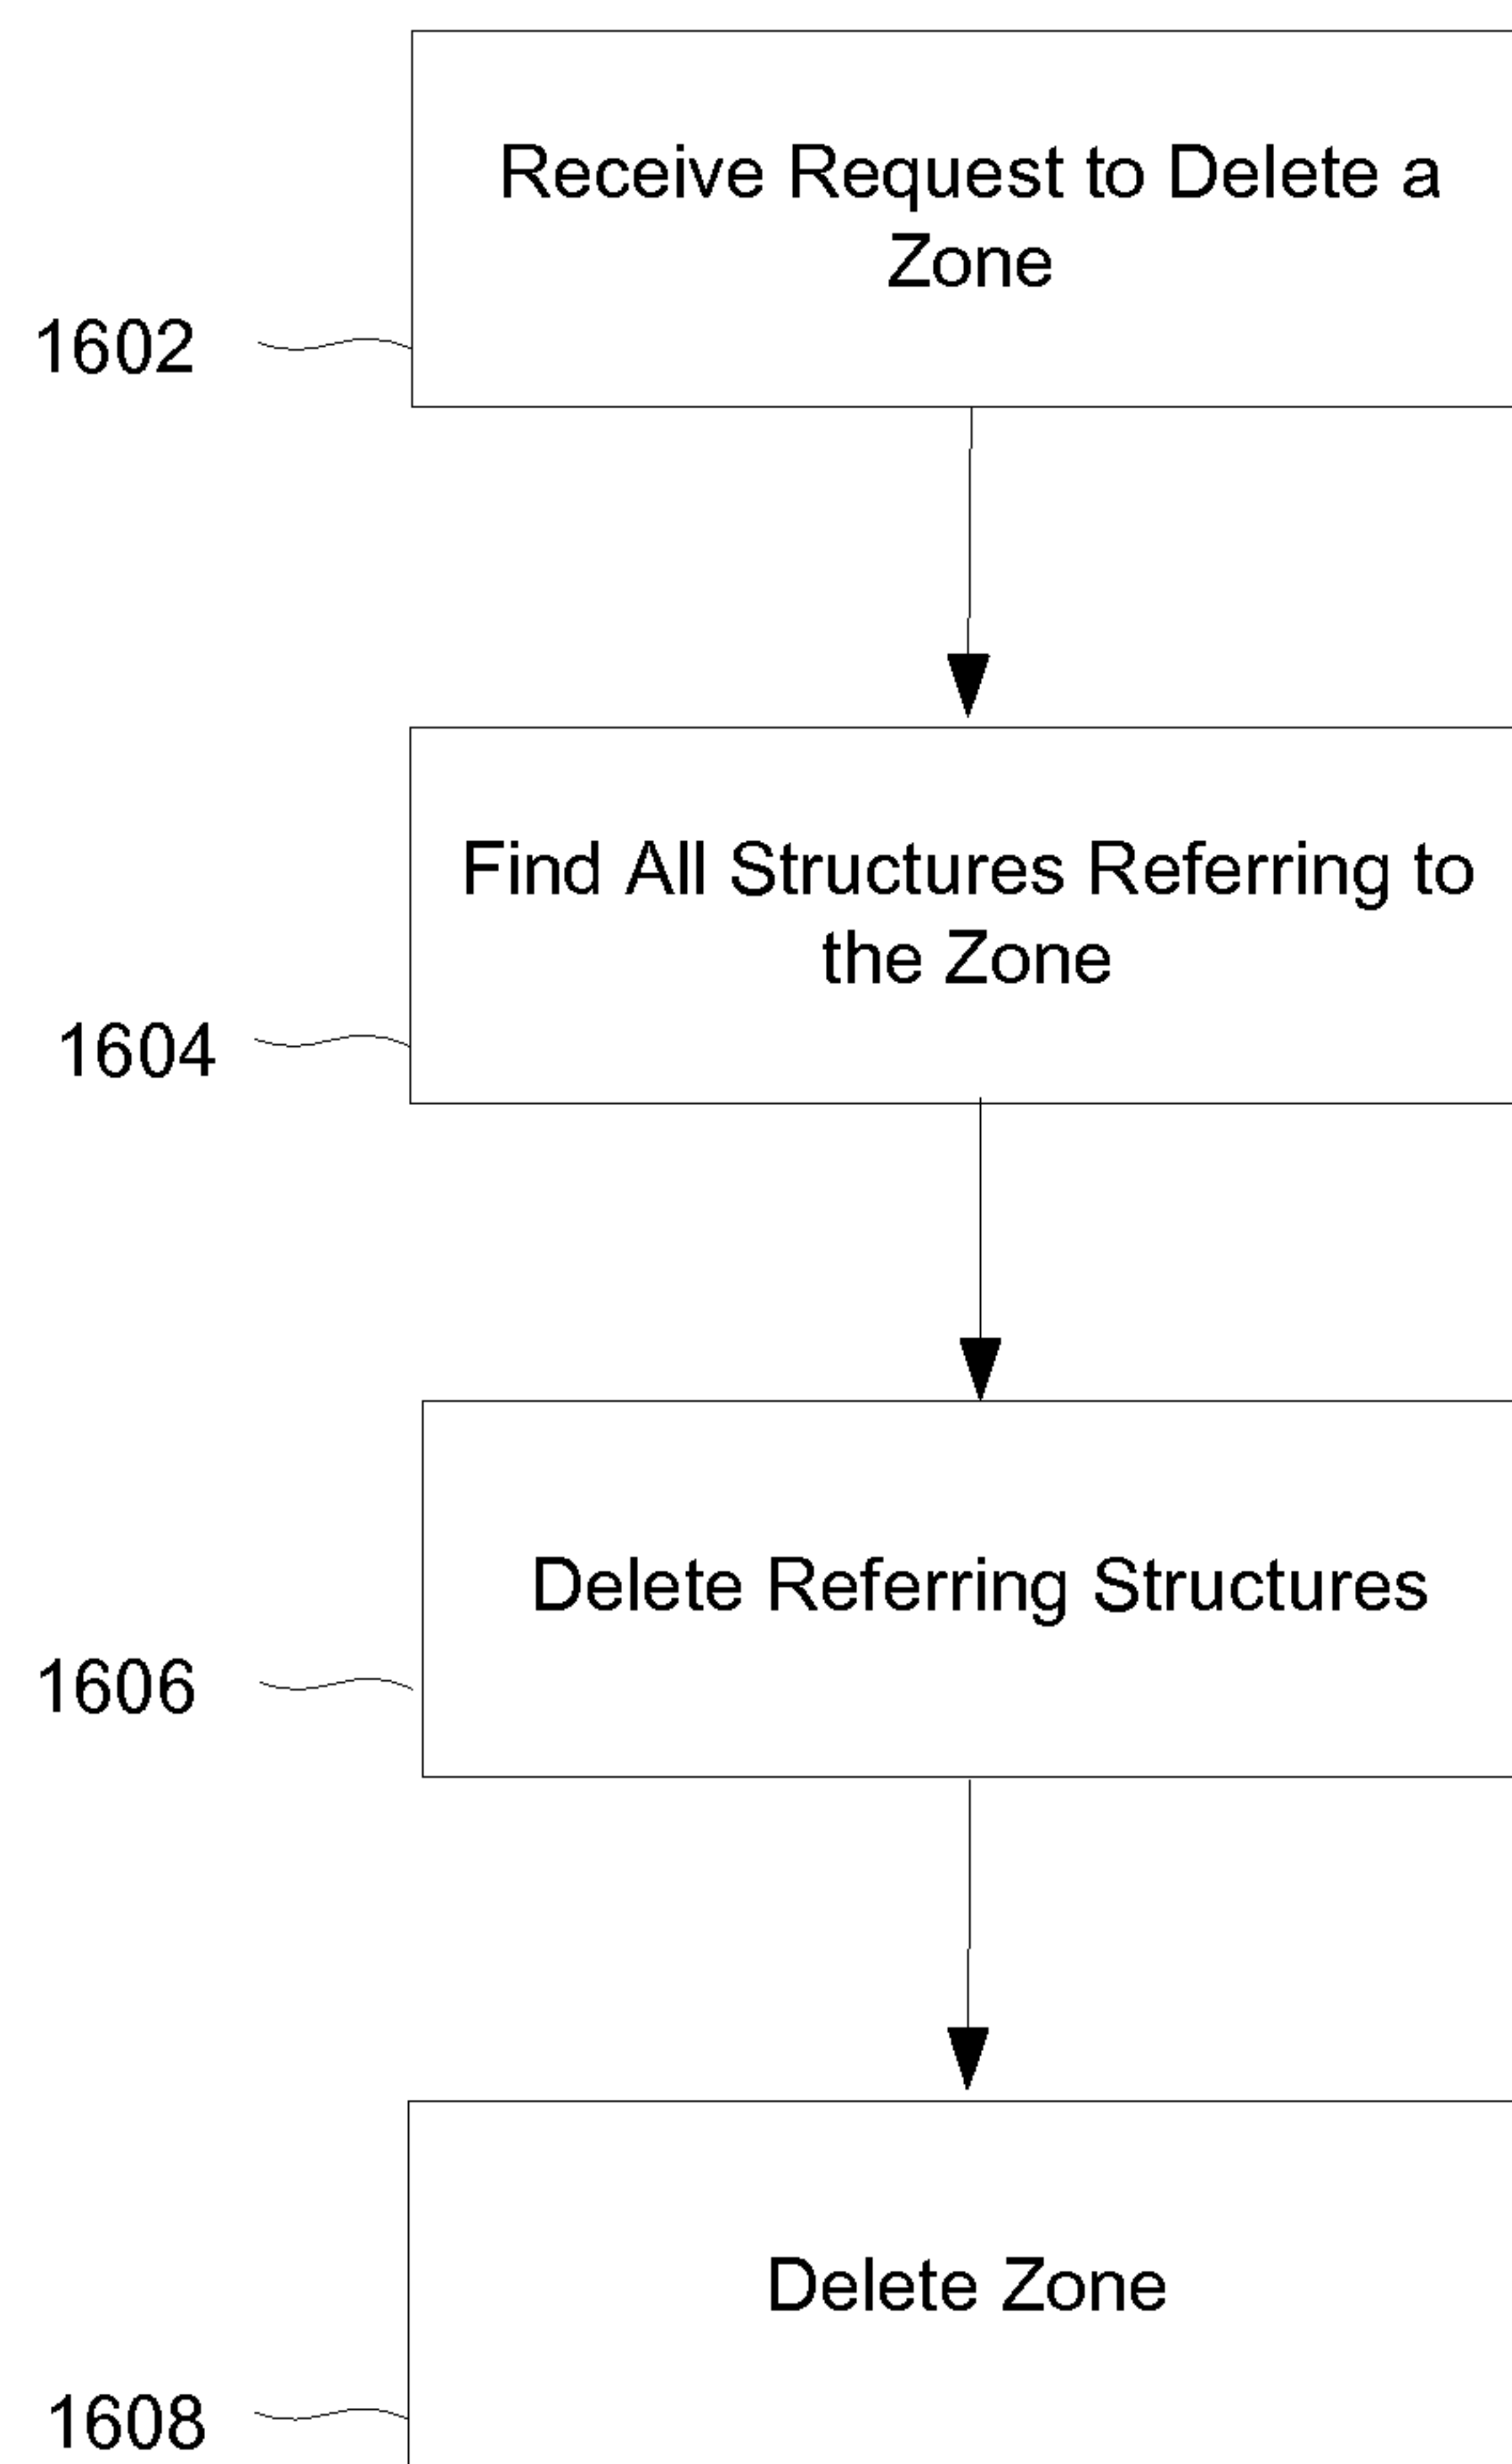 Receive Request to Delete a
Zone
1602
Find All Structures Referring to
the Zone
1604
Delete Referring Structures
1606
Delete Zone
1608